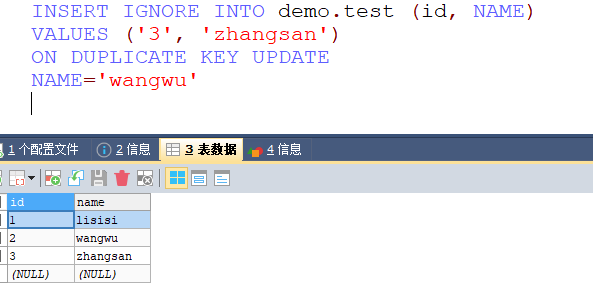 INSERT IGNORE INTO demo.test (id, NAME)
VALUES ('3', 'zhangsan')
ON DUPLICATE KEY UPDATE
NAME='wangwu'
1 个配置文件 2 信息 3 表数据 4 信息
id name
1 lisisi
2 wangwu
3 zhangsan
(NULL) (NULL)